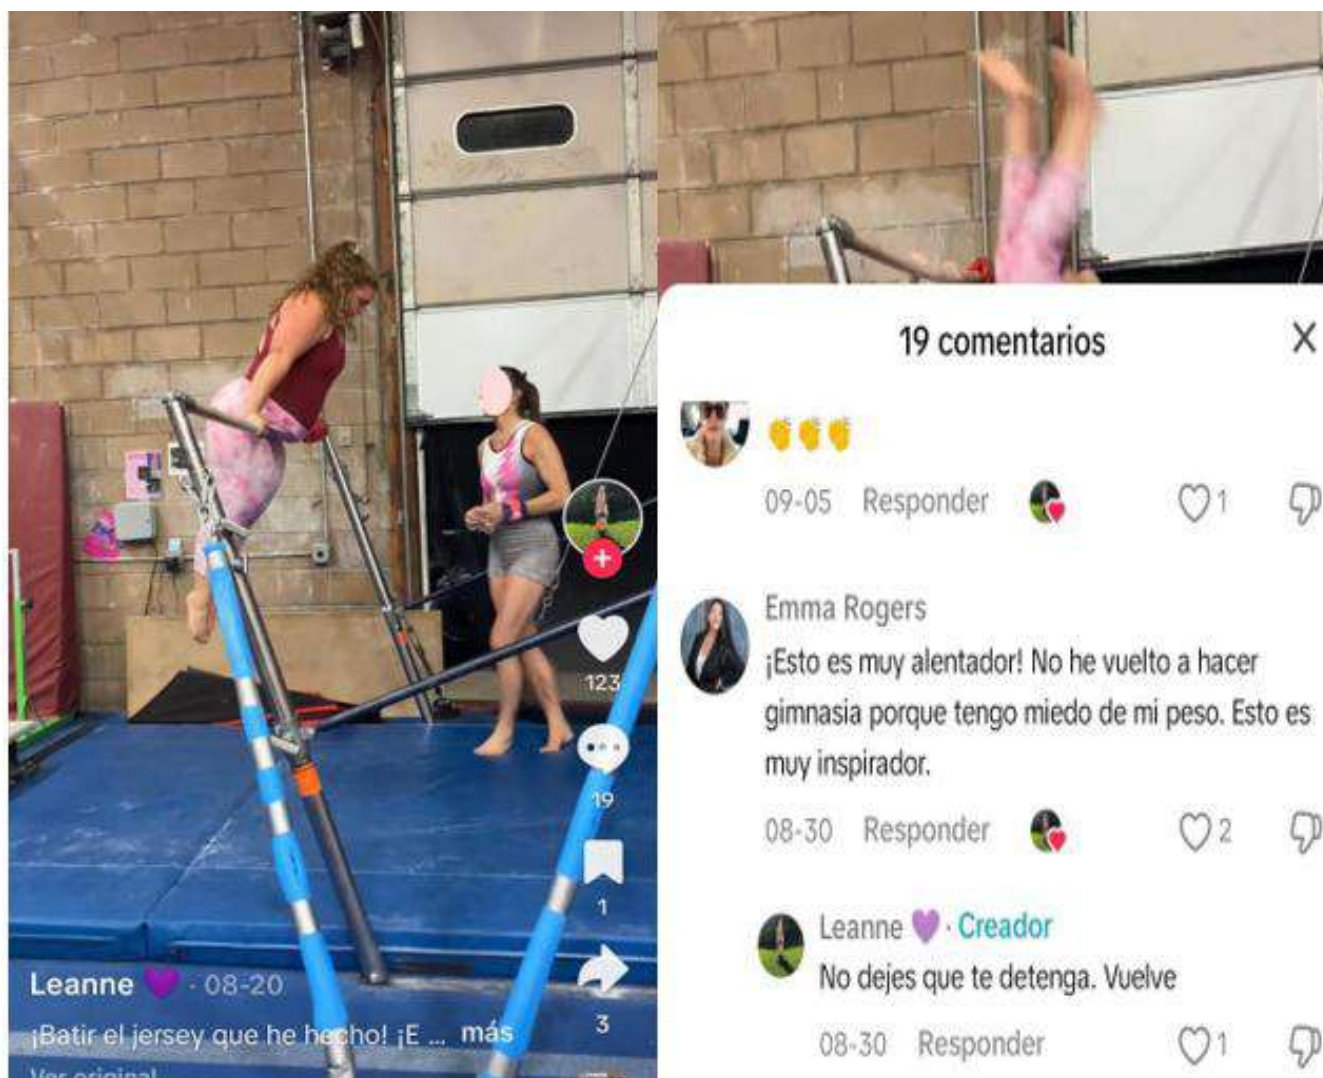 123
19
1
3
Leanne 💜 · 08-20
¡Batir el jersey que he hecho! ¡E ... más
Ver original
19 comentarios
👏👏👏
09-05 Responder
1
Emma Rogers
¡Esto es muy alentador! No he vuelto a hacer
gimnasia porque tengo miedo de mi peso. Esto es
muy inspirador.
08-30 Responder
2
Leanne 💜 · Creador
No dejes que te detenga. Vuelve
08-30 Responder
1